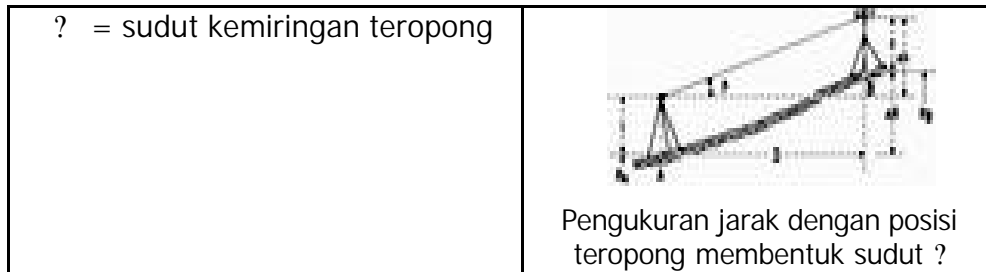 ? = sudut kemiringan teropong
Pengukuran jarak dengan posisi
teropong membentuk sudut ?